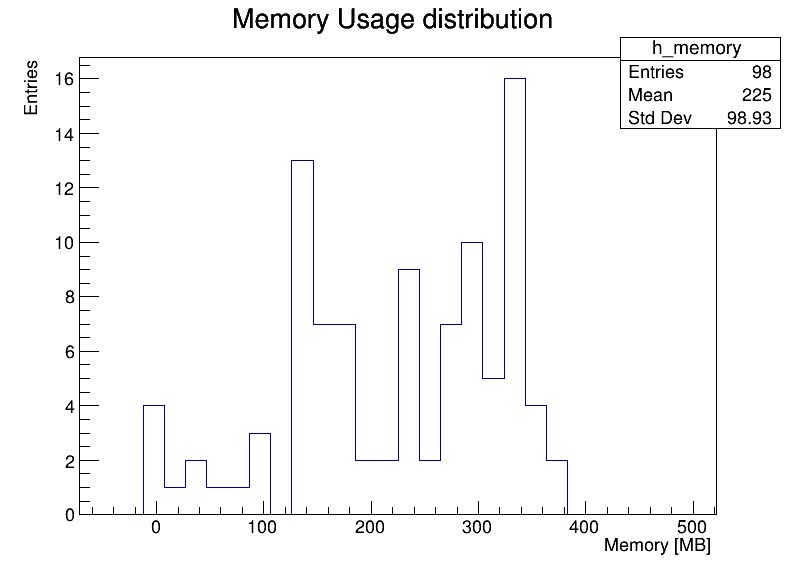 Memory Usage distribution
h_memory
Entries 98
Mean 225
Std Dev 98.93
Entries
16
14
12
10
8
6
4
2
0
0 100 200 300 400 500
Memory [MB]